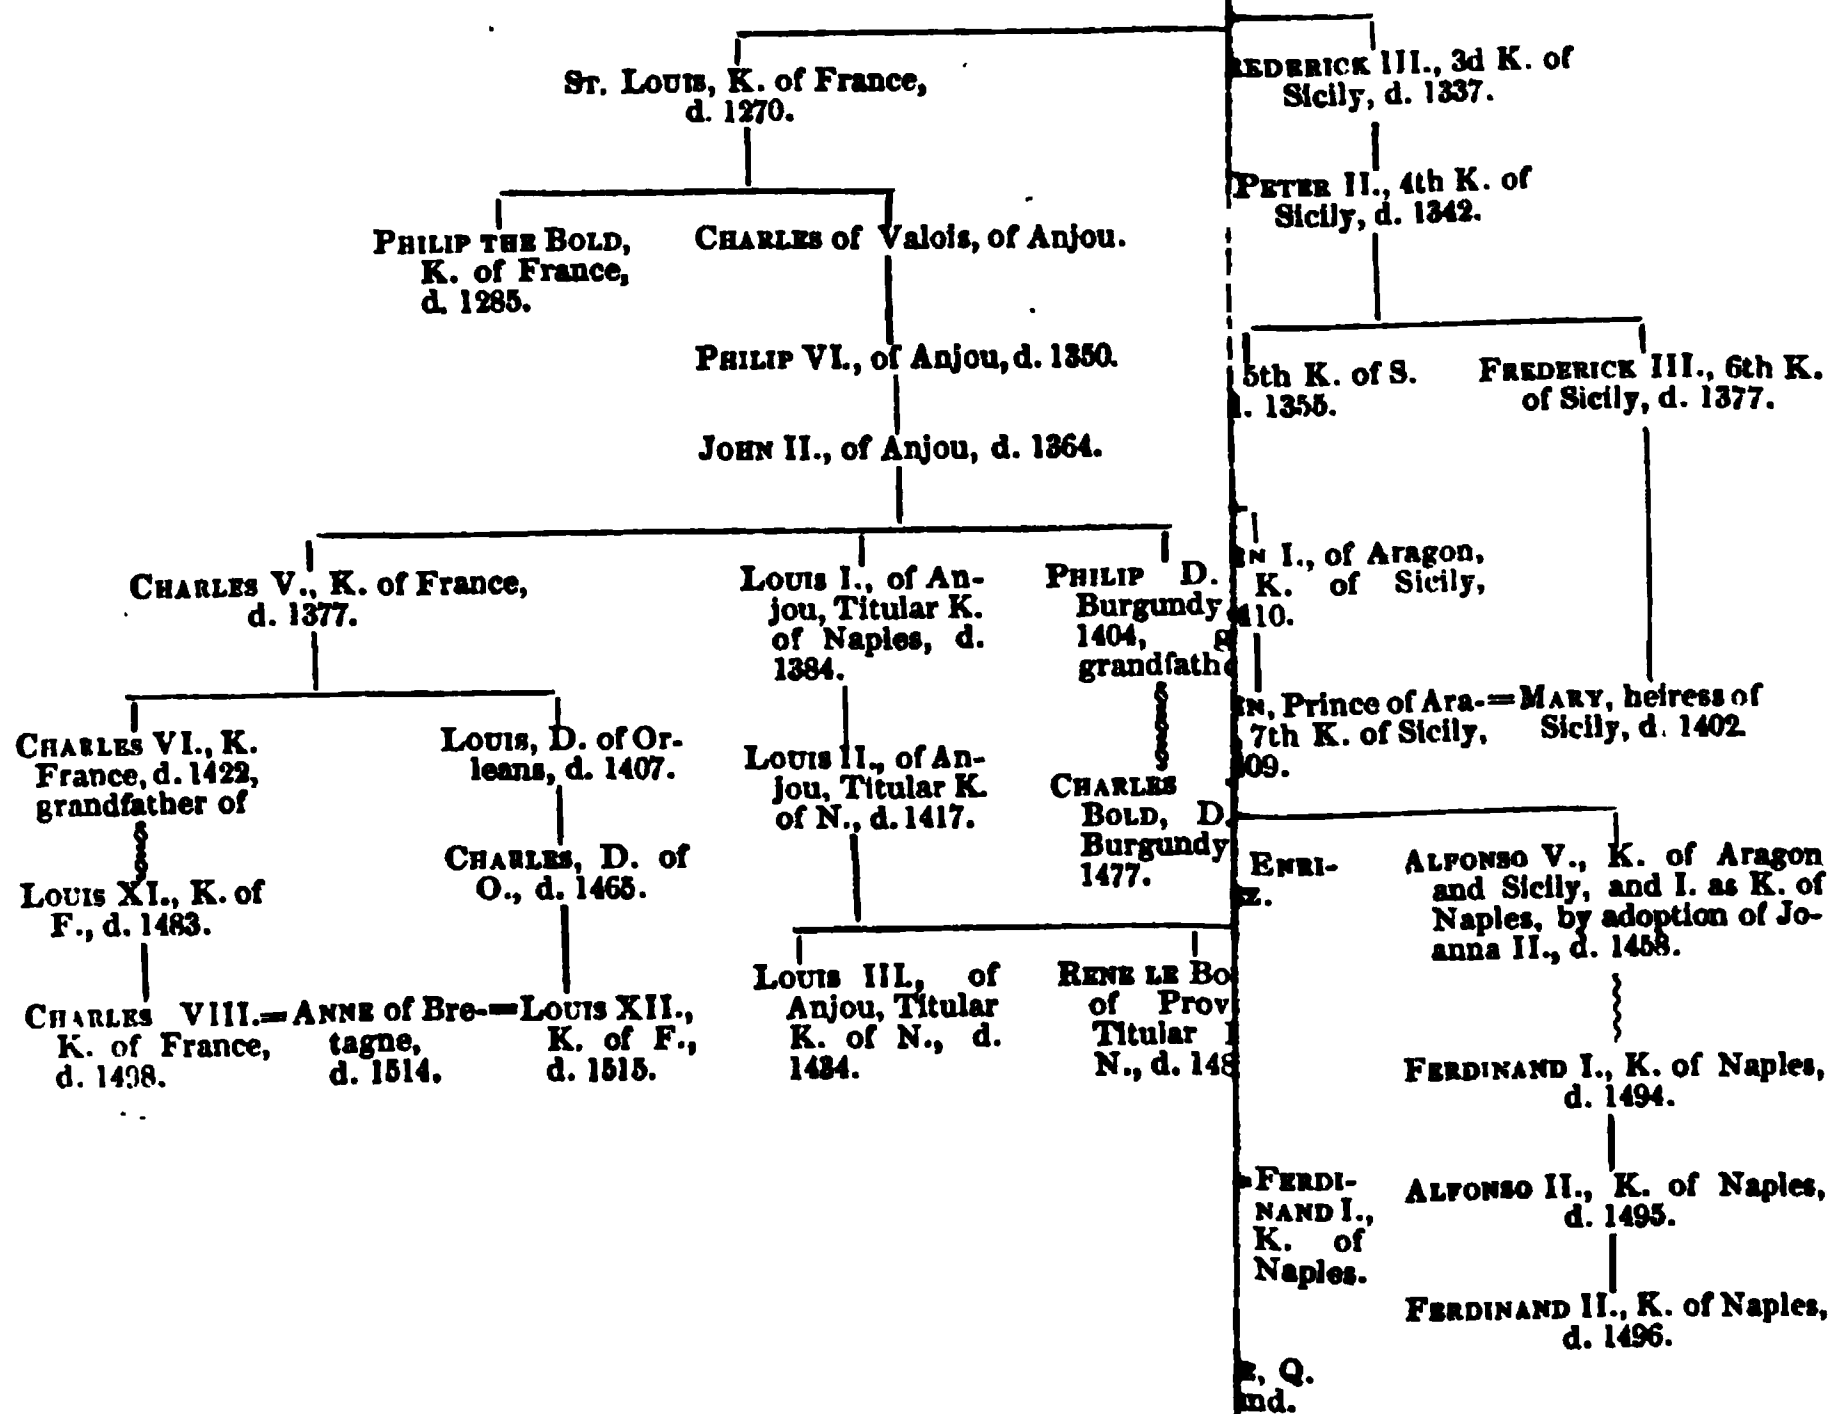 ST. LOUIS, K. of France,
d. 1270.
PHILIP THE BOLD,
K. of France,
d. 1285.
CHARLES of Valois, of Anjou.
PHILIP VI., of Anjou, d. 1350.
JOHN II., of Anjou, d. 1364.
CHARLES V., K. of France,
d. 1377.
LOUIS I., of An-
jou, Titular K.
of Naples, d.
1384.
PHILIP D.
Burgundy
1404,
CHARLES VI., K.
France, d. 1422,
grandfather of
LOUIS, D. of Or-
leans, d. 1407.
LOUIS II., of An-
jou, Titular K.
of N., d. 1417.
CHARLES
BOLD, D.
Burgundy
1477.
LOUIS XI., K. of
F., d. 1483.
CHARLES, D. of
O., d. 1465.
LOUIS III., of
Anjou, Titular
K. of N., d.
1434.
RENE LE
of
Titular
N., d.
CHARLES VIII.=ANNE of Bre-=LOUIS XII.,
K. of France, tagne, K. of F.,
d. 1498. d. 1514. d. 1515.
III., 3d K. of
Sicily, d. 1337.
PETER II., 4th K. of
Sicily, d. 1342.
5th K. of S.
1355.
FREDERICK III., 6th K.
of Sicily, d. 1377.
I., of Aragon,
K. of Sicily,
Prince of Ara-=MARY, heiress of
7th K. of Sicily, Sicily, d. 1402
ENRI-
ALFONSO V., K. of Aragon
and Sicily, and I. as K. of
Naples, by adoption of Jo-
anna II., d. 1458.
FERDINAND I., K. of Naples,
d. 1494.
FERDI-
NAND I.,
K. of
Naples.
ALFONSO II., K. of Naples,
d. 1495.
FERDINAND II., K. of Naples,
d. 1496.
Q.